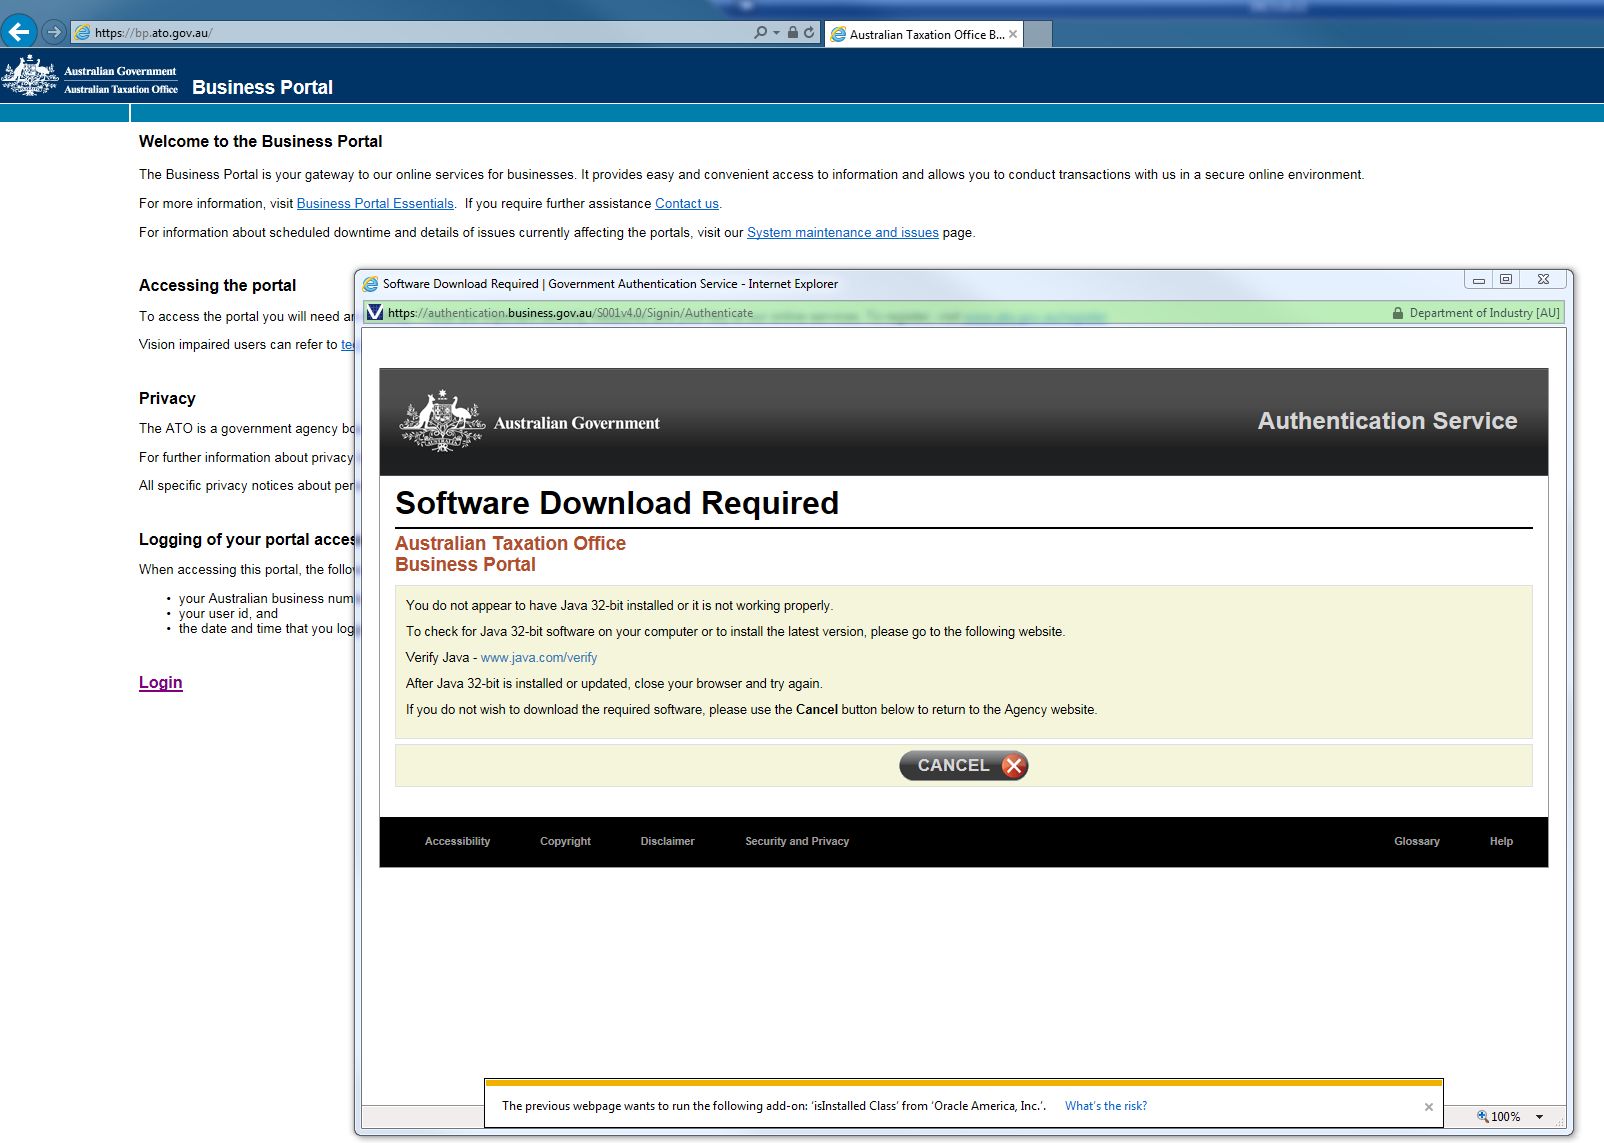 https://bp.ato.gov.au/
Australian Taxation Office B...
Australian Government
Australian Taxation Office
Business Portal
Welcome to the Business Portal
The Business Portal is your gateway to our online services for businesses. It provides easy and convenient access to information and allows you to conduct transactions with us in a secure online environment.
For more information, visit Business Portal Essentials.  If you require further assistance Contact us.
For information about scheduled downtime and details of issues currently affecting the portals, visit our System maintenance and issues page.
Accessing the portal
To access the portal you will need an
Vision impaired users can refer to
Privacy
The ATO is a government agency
For further information about privacy
All specific privacy notices about
Logging of your portal
When accessing this portal, the
• your Australian business
• your user id, and
• the date and time that you
Login
Software Download Required | Government Authentication Service - Internet Explorer
https://authentication.business.gov.au/S001v4.0/Signin/Authenticate
Department of Industry [AU]
Australian Government
Authentication Service
Software Download Required
Australian Taxation Office
Business Portal
You do not appear to have Java 32-bit installed or it is not working properly.
To check for Java 32-bit software on your computer or to install the latest version, please go to the following website.
Verify Java - www.java.com/verify
After Java 32-bit is installed or updated, close your browser and try again.
If you do not wish to download the required software, please use the Cancel button below to return to the Agency website.
CANCEL
Accessibility
Copyright
Disclaimer
Security and Privacy
Glossary
Help
The previous webpage wants to run the following add-on: 'isInstalled Class' from 'Oracle America, Inc.'.
What's the risk?
100%